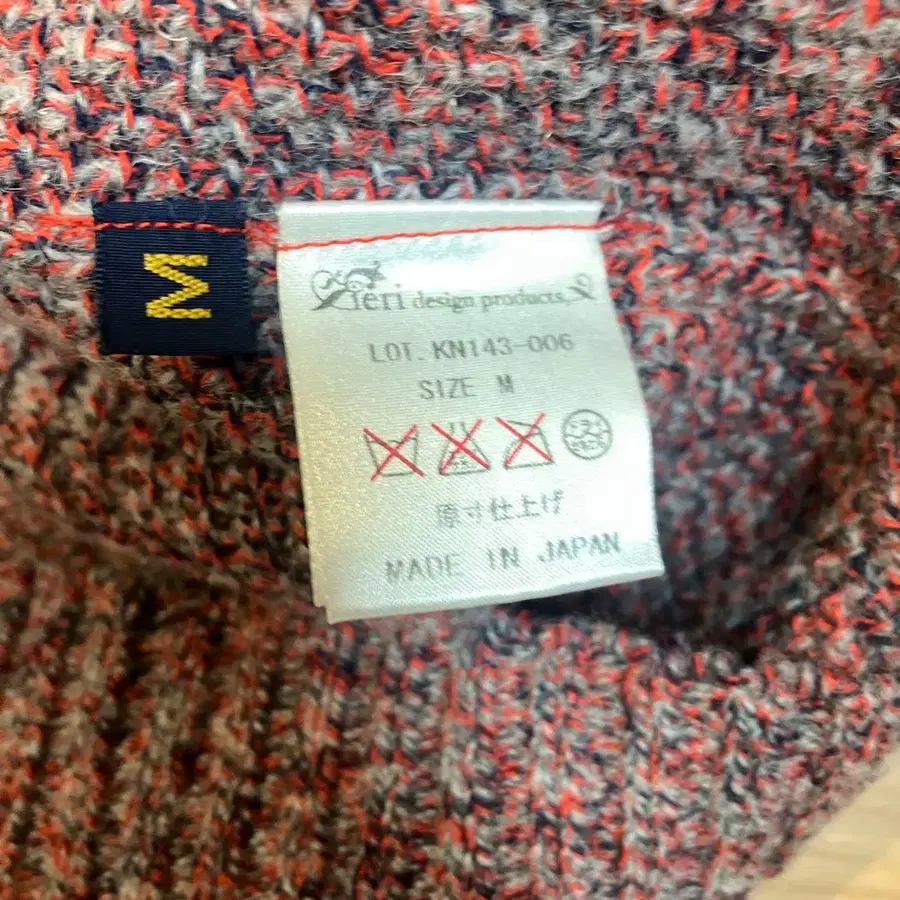 M
Kieri design products,
LOT. KN143-006
SIZE M
原寸仕上げ
MADE IN JAPAN